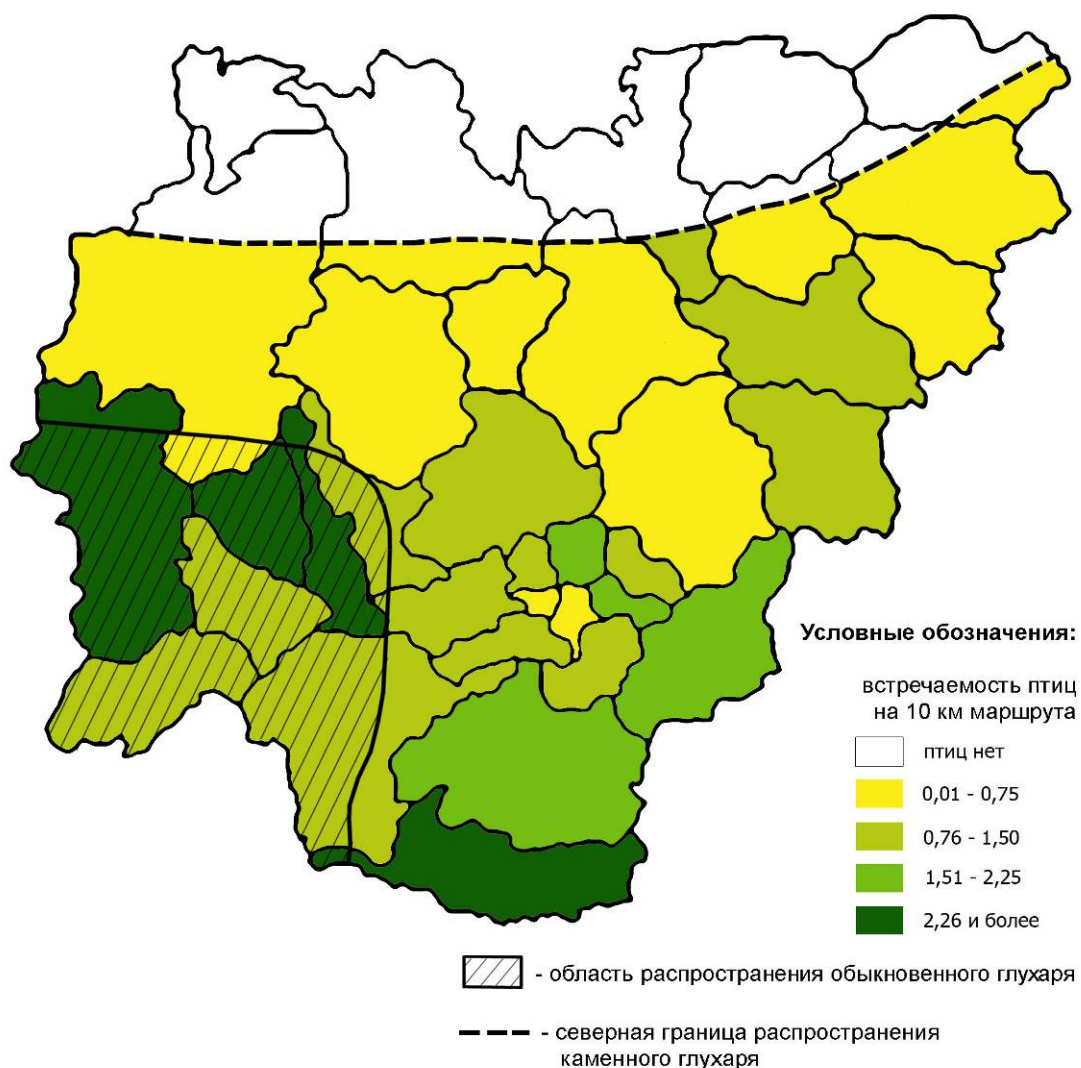 Условные обозначения:
встречаемость птиц
на 10 км маршрута
птиц нет
0,01 - 0,75
0,76 - 1,50
1,51 - 2,25
2,26 и более
- область распространения обыкновенного глухаря
- северная граница распространения
каменного глухаря